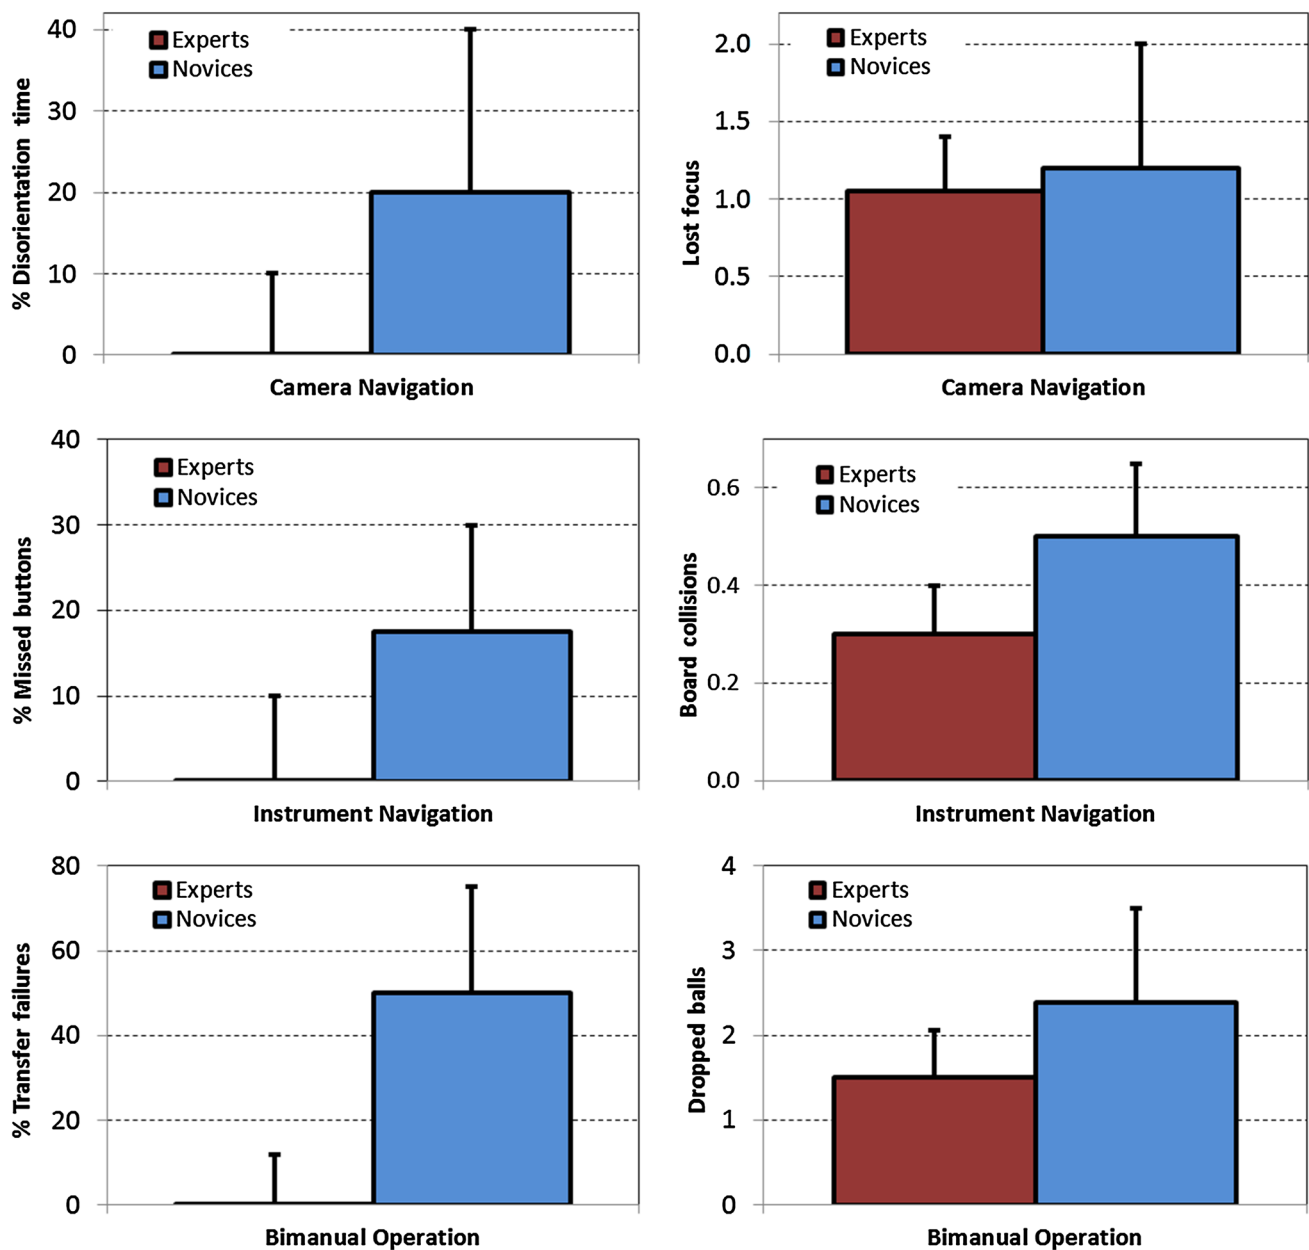 % Disorientation time
40
30
20
10
0
Experts
Novices
Camera Navigation
Lost focus
2.0
1.5
1.0
0.5
0.0
Experts
Novices
Camera Navigation
% Missed buttons
40
30
20
10
0
Experts
Novices
Instrument Navigation
Board collisions
0.6
0.4
0.2
0.0
Experts
Novices
Instrument Navigation
% Transfer failures
80
60
40
20
0
Experts
Novices
Bimanual Operation
Dropped balls
4
3
2
1
0
Experts
Novices
Bimanual Operation